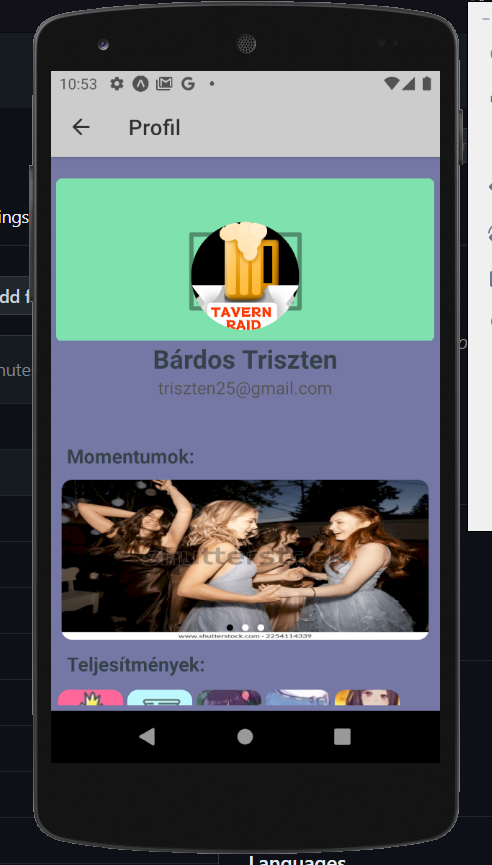 10:53
Profil
ings
TAVERN
RAID
dd f
Bárdos Triszten
triszten25@gmail.com
Momentumok:
shutterstock
www.shutterstock.com · 2254114339
Teljesítmények:
Languages